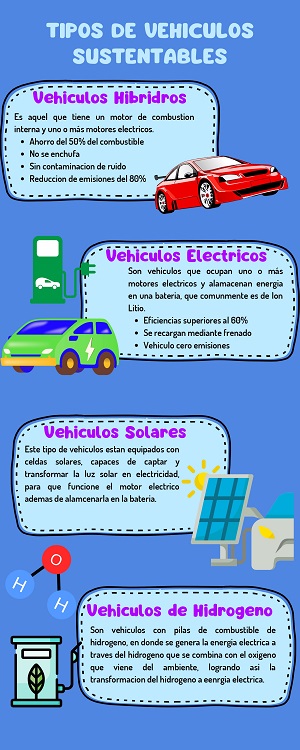 TIPOS DE VEHICULOS
SUSTENTABLES
Vehiculos Hibridros
Es aquel que tiene un motor de combustion
interna y uno o más motores electricos.
• Ahorro del 50% del combustible
• No se enchufa
• Sin contaminacion de ruido
• Reduccion de emisiones del 80%
Vehiculos Electricos
Son vehiculos que ocupan uno o más
motores electricos y alamacenan energia
en una bateria, que comunmente es de Ion
Litio.
• Eficiencias superiores al 60%
• Se recargan mediante frenado
• Vehiculo cero emisiones
Vehiculos Solares
Este tipo de vehiculos estan equipados con
celdas solares, capaces de captar y
transformar la luz solar en electricidad,
para que funcione el motor electrico
ademas de alamcenarla en la bateria.
O
H
H
Vehiculos de Hidrogeno
Son vehiculos con pilas de combustible de
hidrogeno, en donde se genera la energia electrica a
traves del hidrogeno que se combina con el oxigeno
que viene del ambiente, logrando asi la
transformacion del hidrogeno a eenrgia electrica.